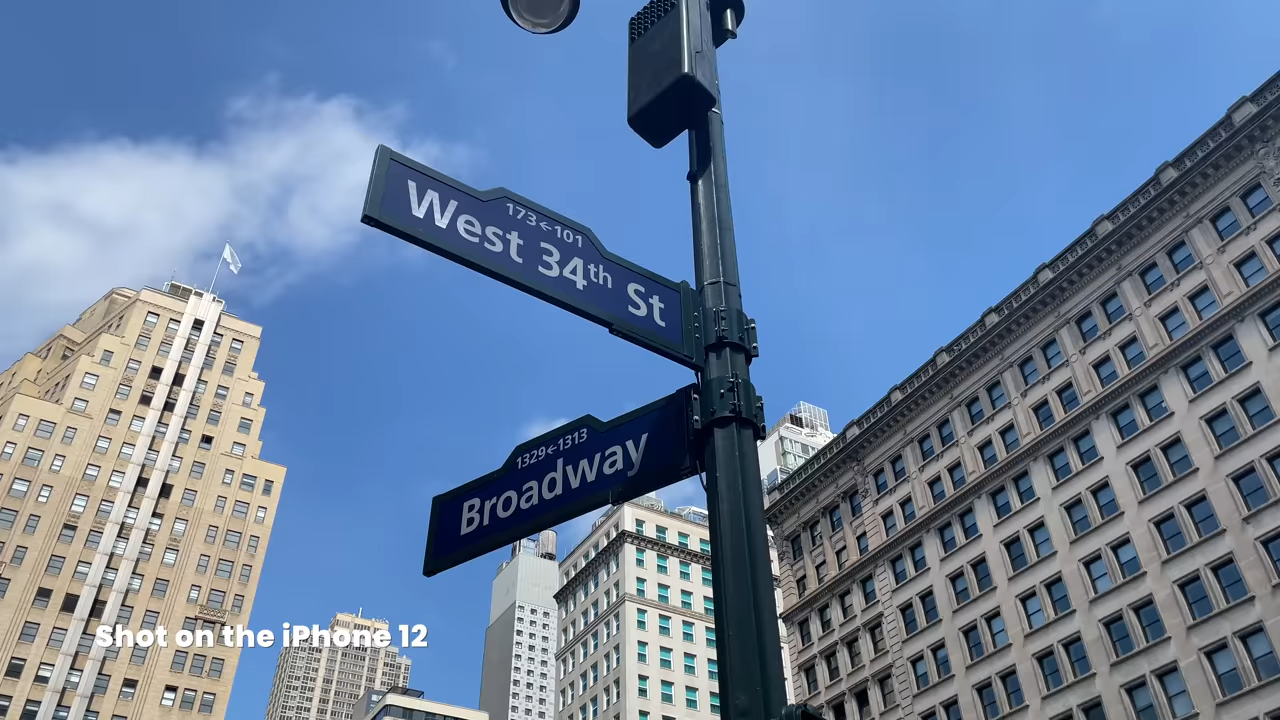 173←101
West 34th St
1329←1313
Broadway
Shot on the iPhone 12